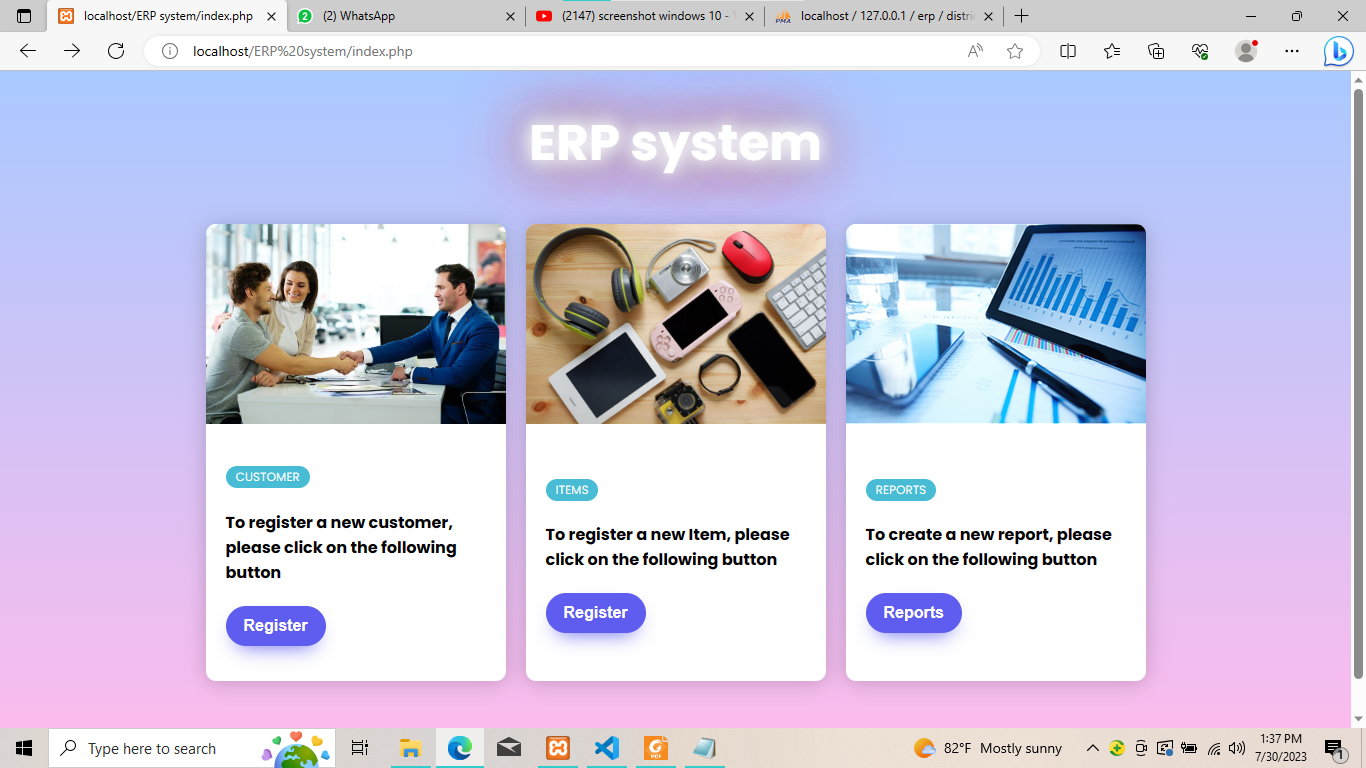 localhost/ERP system/index.php
(2) WhatsApp
(2147) screenshot windows 10 -
localhost / 127.0.0.1 / erp / distri
localhost/ERP%20system/index.php
ERP system
CUSTOMER
To register a new customer,
please click on the following
button
Register
ITEMS
To register a new Item, please
click on the following button
Register
REPORTS
To create a new report, please
click on the following button
Reports
Type here to search
82°F Mostly sunny
1:37 PM
7/30/2023
1